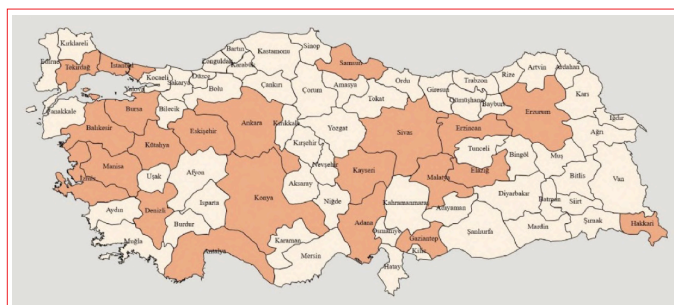 Kırklareli
Edirne
Tekirdağ
İstanbul
Kocaeli
Yalova
Sakarya
Düzce
Bolu
Zonguldak
Bartın
Karabük
Kastamonu
Sinop
Samsun
Çankırı
Çorum
Amasya
Tokat
Ordu
Giresun
Gümüşhane
Trabzon
Bayburt
Rize
Artvin
Ardahan
Kars
Iğdır
Ağrı
Erzurum
Erzincan
Sivas
Yozgat
Kırıkkale
Ankara
Eskişehir
Bilecik
Bursa
Çanakkale
Balıkesir
Kütahya
Manisa
İzmir
Uşak
Afyon
Kırşehir
Nevşehir
Kayseri
Malatya
Elazığ
Tunceli
Bingöl
Muş
Bitlis
Van
Aydın
Denizli
Isparta
Burdur
Muğla
Antalya
Konya
Aksaray
Niğde
Karaman
Mersin
Adana
Kahramanmaraş
Osmaniye
Hatay
Gaziantep
Kilis
Adıyaman
Şanlıurfa
Diyarbakır
Batman
Siirt
Mardin
Şırnak
Hakkari